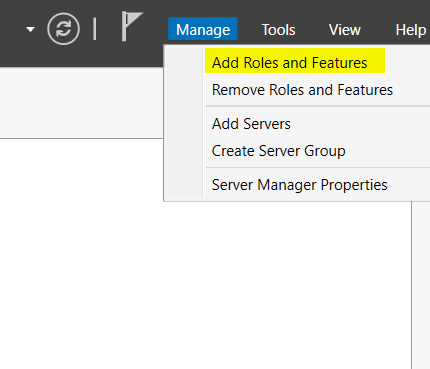 Manage Tools View Help
Add Roles and Features
Remove Roles and Features
Add Servers
Create Server Group
Server Manager Properties